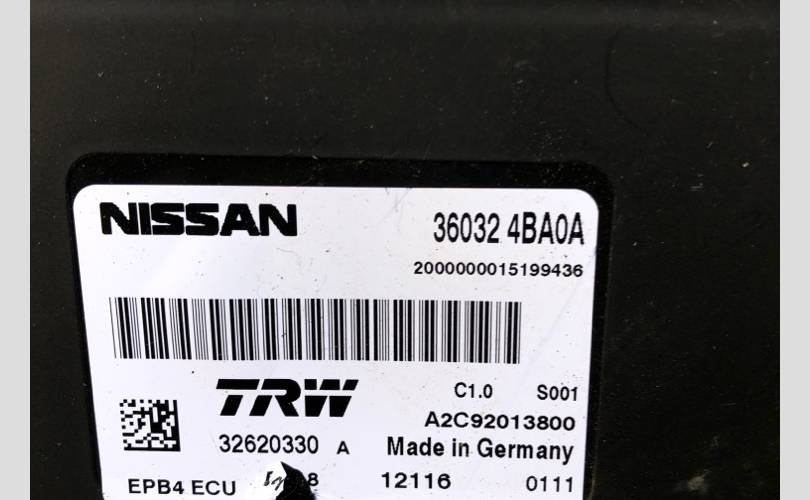 NISSAN 36032 4BA0A
2000000015199436
TRW C1.0 S001
A2C92013800
32620330 A Made in Germany
EPB4 ECU 12116 0111